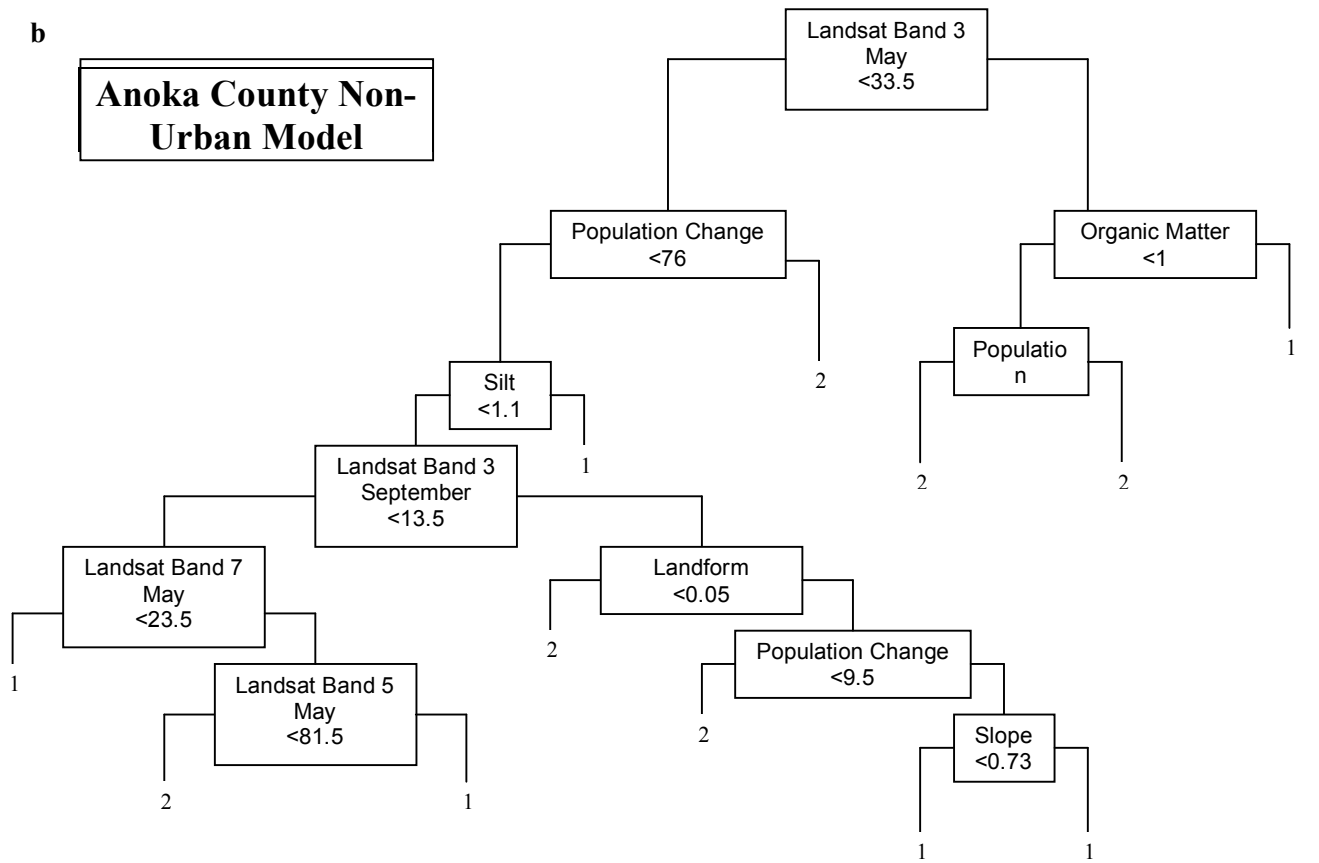 b
Anoka County Non-
Urban Model
Landsat Band 3
May
<33.5
Population Change
<76
Organic Matter
<1
Populatio
n
1
2
Silt
<1.1
1
2
2
Landsat Band 3
September
<13.5
Landsat Band 7
May
<23.5
Landform
<0.05
2
Population Change
<9.5
1
Landsat Band 5
May
<81.5
2
Slope
<0.73
2
1
1
1